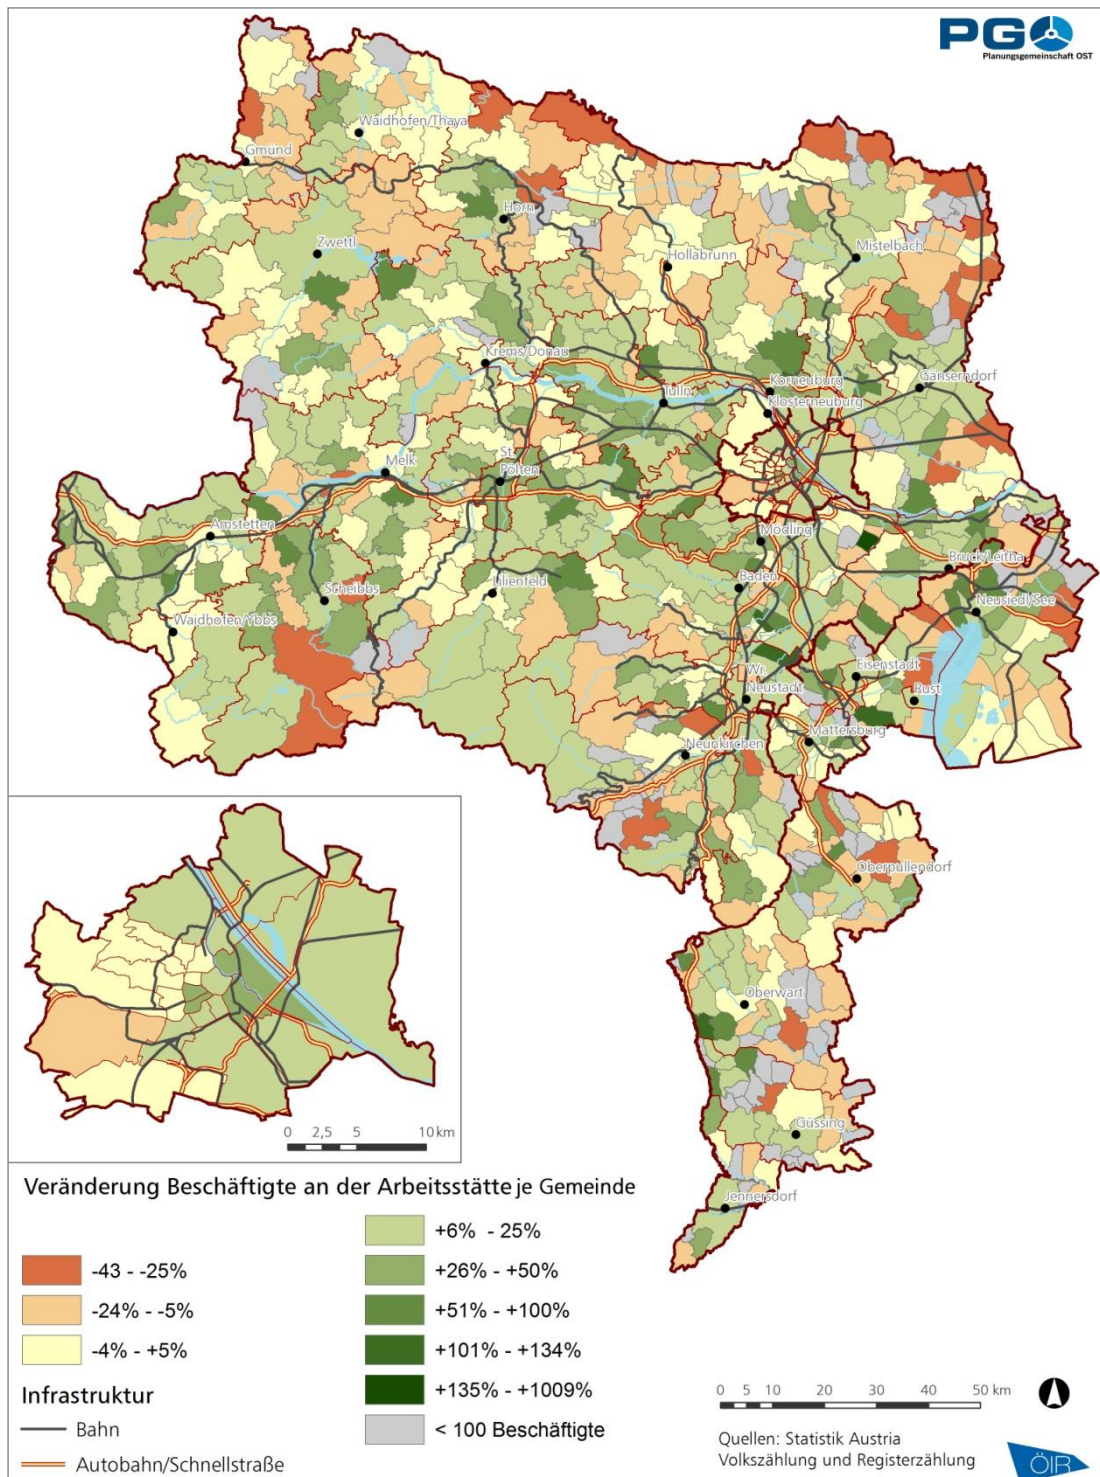 PGO
Planungsgemeinschaft OST
Waidhofen/Thaya
Gmünd
Horn
Zwettl
Hollabrunn
Mistelbach
Krems/Donau
Korneuburg
Gänserndorf
Tulln
Klosterneuburg
Melk
St.
Pölten
Amstetten
Mödling
Bruck/Leitha
Baden
Scheibbs
Lilienfeld
Neusiedl/See
Waidhofen/Ybbs
Eisenstadt
Wr.
Neustadt
Rust
Neunkirchen
Mattersburg
Oberpullendorf
Oberwart
Güssing
Jennersdorf
0 2,5 5 10 km
Veränderung Beschäftigte an der Arbeitsstätte je Gemeinde
-43 - -25%
-24% - -5%
-4% - +5%
+6% - 25%
+26% - +50%
+51% - +100%
+101% - +134%
+135% - +1009%
< 100 Beschäftigte
Infrastruktur
Bahn
Autobahn/Schnellstraße
0 5 10 20 30 40 50 km
Quellen: Statistik Austria
Volkszählung und Registerzählung
ÖIR